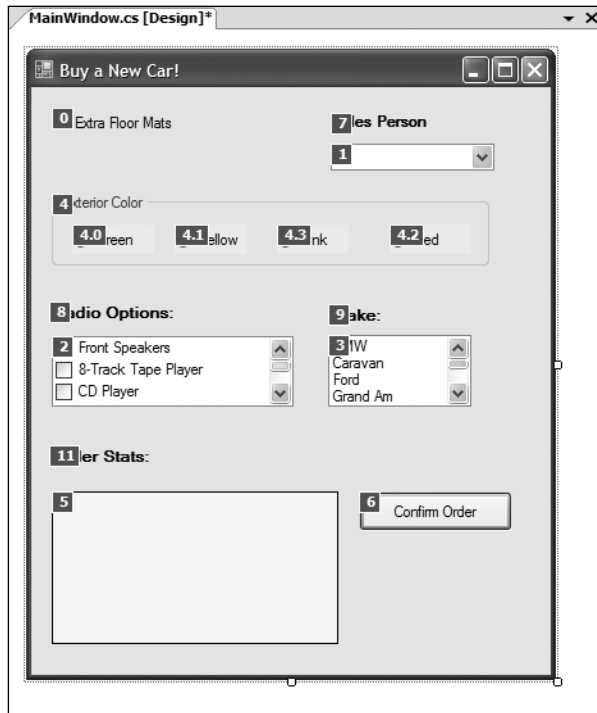 MainWindow.cs [Design]*
Buy a New Car!
0 Extra Floor Mats
7 les Person
1
4 xterior Color
4.0 reen 4.1 ellow 4.3 nk 4.2 ed
8 adio Options:
9 ake:
2 Front Speakers
8-Track Tape Player
CD Player
3 MW
Caravan
Ford
Grand Am
11 er Stats:
5
6 Confirm Order